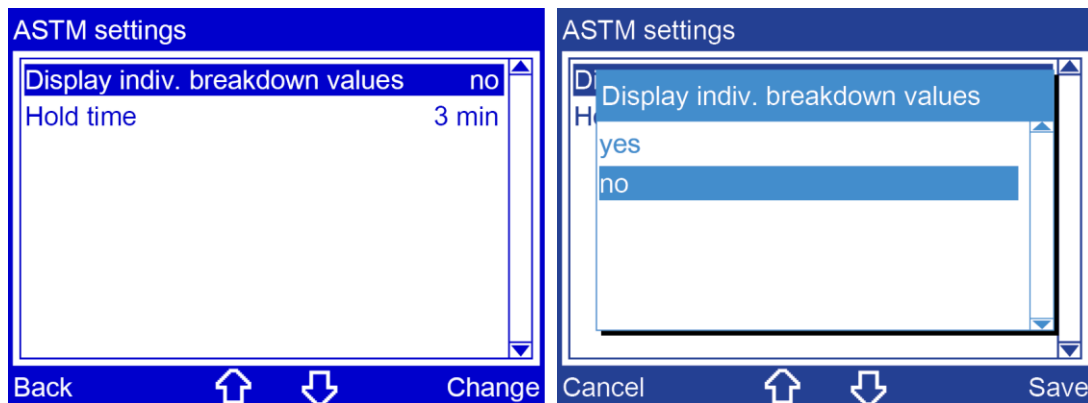 ASTM settings
Display indiv. breakdown values no
Hold time 3 min
Back Change
ASTM settings
Di
Display indiv. breakdown values
H
yes
no
Cancel Save